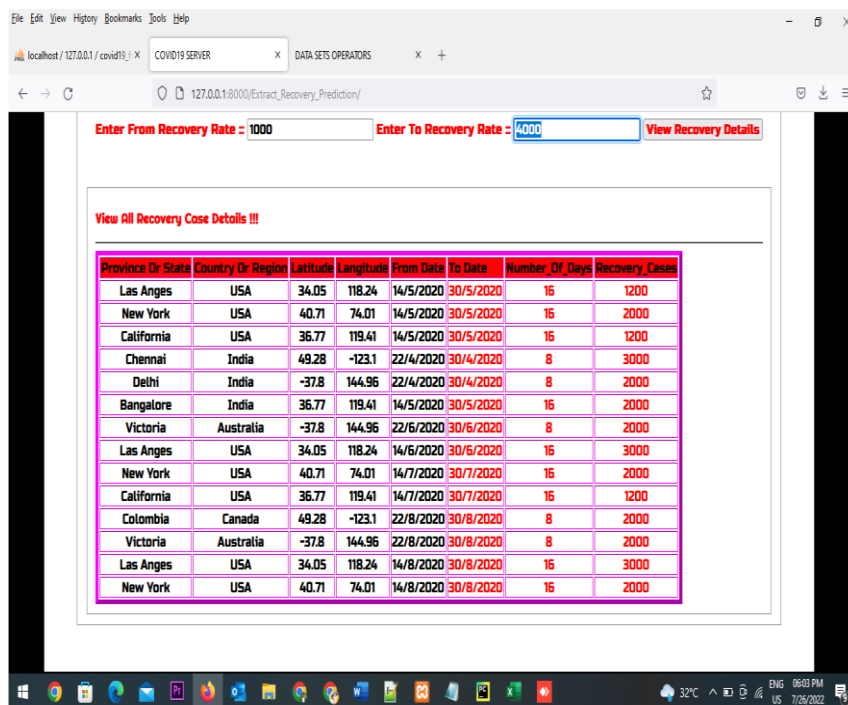 File Edit View History Bookmarks Tools Help
localhost / 127.0.0.1 / covid19_f X COVID19 SERVER X DATA SETS OPERATORS X +
127.0.0.1:8000/Extract_Recovery_Prediction/
Enter From Recovery Rate :: 1000 Enter To Recovery Rate :: 4000 View Recovery Details
View All Recovery Case Details !!!
Province Or State Country Or Region Latitude Langitude From Date To Date Number_Of_Days Recovery_Cases
Las Anges USA 34.05 118.24 14/5/2020 30/5/2020 16 1200
New York USA 40.71 74.01 14/5/2020 30/5/2020 16 2000
California USA 36.77 119.41 14/5/2020 30/5/2020 16 1200
Chennai India 49.28 -123.1 22/4/2020 30/4/2020 8 3000
Delhi India -37.8 144.96 22/4/2020 30/4/2020 8 2000
Bangalore India 36.77 119.41 14/5/2020 30/5/2020 16 2000
Victoria Australia -37.8 144.96 22/6/2020 30/6/2020 8 2000
Las Anges USA 34.05 118.24 14/6/2020 30/6/2020 16 3000
New York USA 40.71 74.01 14/7/2020 30/7/2020 16 2000
California USA 36.77 119.41 14/7/2020 30/7/2020 16 1200
Colombia Canada 49.28 -123.1 22/8/2020 30/8/2020 8 2000
Victoria Australia -37.8 144.96 22/8/2020 30/8/2020 8 2000
Las Anges USA 34.05 118.24 14/8/2020 30/8/2020 16 3000
New York USA 40.71 74.01 14/8/2020 30/8/2020 16 2000
32°C ENG 06:03 PM
US 7/26/2022